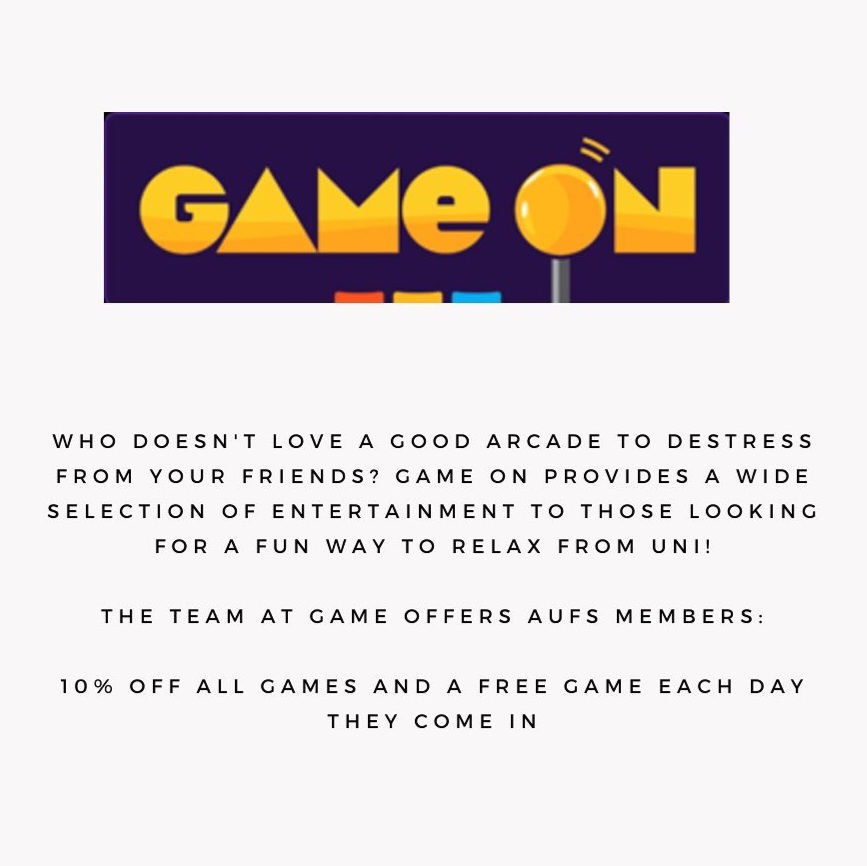 GAMe ON
WHO DOESN'T LOVE A GOOD ARCADE TO DESTRESS
FROM YOUR FRIENDS? GAME ON PROVIDES A WIDE
SELECTION OF ENTERTAINMENT TO THOSE LOOKING
FOR A FUN WAY TO RELAX FROM UNI!
THE TEAM AT GAME OFFERS AUFS MEMBERS:
10% OFF ALL GAMES AND A FREE GAME EACH DAY
THEY COME IN